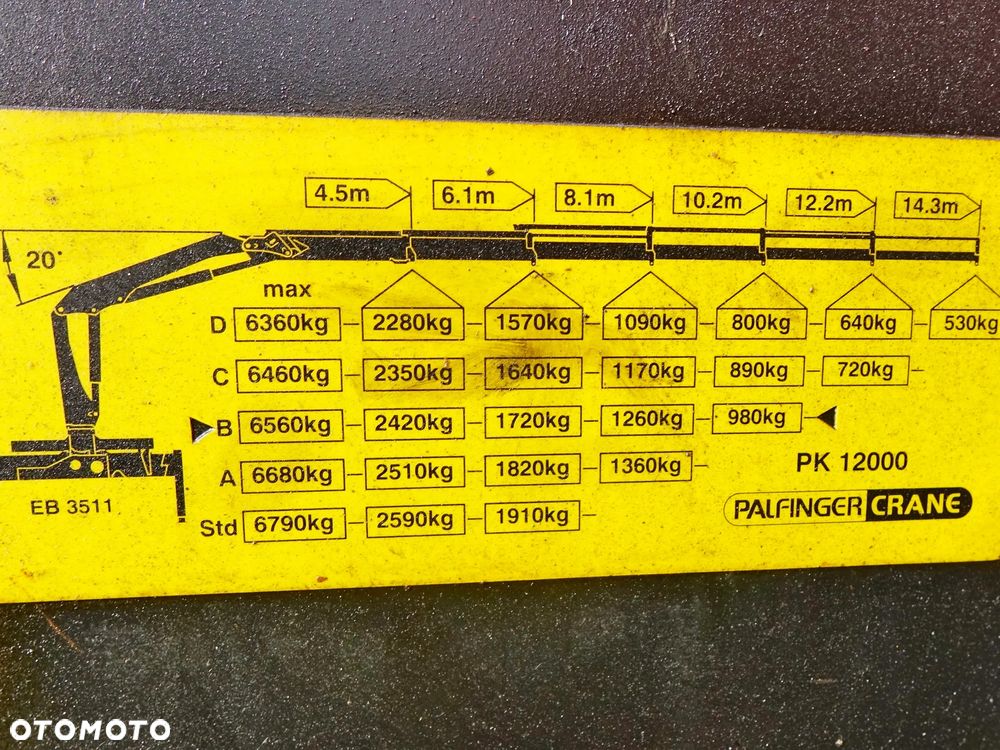 4.5m 6.1m 8.1m 10.2m 12.2m 14.3m
20°
max
D 6360kg 2280kg 1570kg 1090kg 800kg 640kg 530kg
C 6460kg 2350kg 1640kg 1170kg 890kg 720kg
B 6560kg 2420kg 1720kg 1260kg 980kg
A 6680kg 2510kg 1820kg 1360kg
PK 12000
EB 3511
Std 6790kg 2590kg 1910kg
PALFINGER CRANE
OTOMOTO